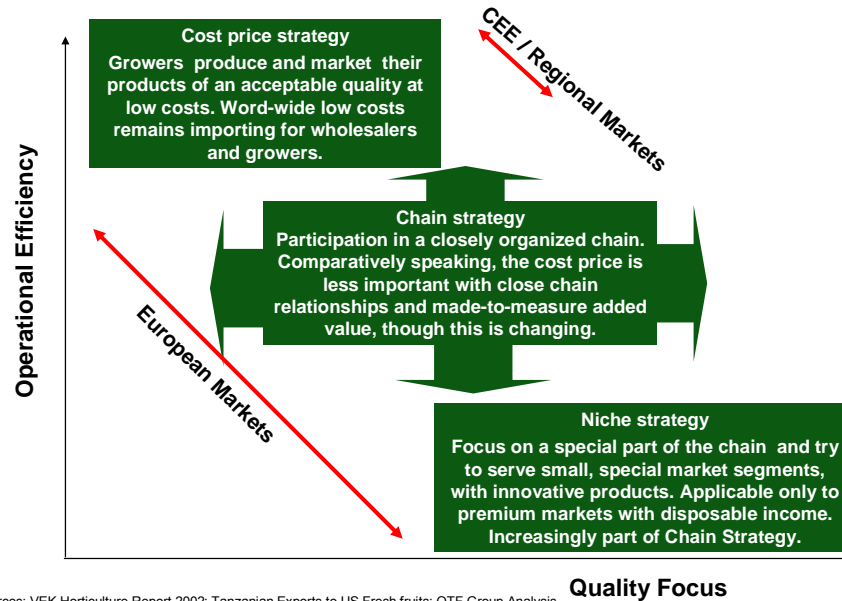 Cost price strategy
Growers produce and market their
products of an acceptable quality at
low costs. Word-wide low costs
remains importing for wholesalers
and growers.
CEE / Regional Markets
Operational Efficiency
Chain strategy
Participation in a closely organized chain.
Comparatively speaking, the cost price is
less important with close chain
relationships and made-to-measure added
value, though this is changing.
European Markets
Niche strategy
Focus on a special part of the chain and try
to serve small, special market segments,
with innovative products. Applicable only to
premium markets with disposable income.
Increasingly part of Chain Strategy.
VEK Horticulture Report 2002; Tanzanian Exports to US Fresh fruits; OTF Group Analysis
Quality Focus